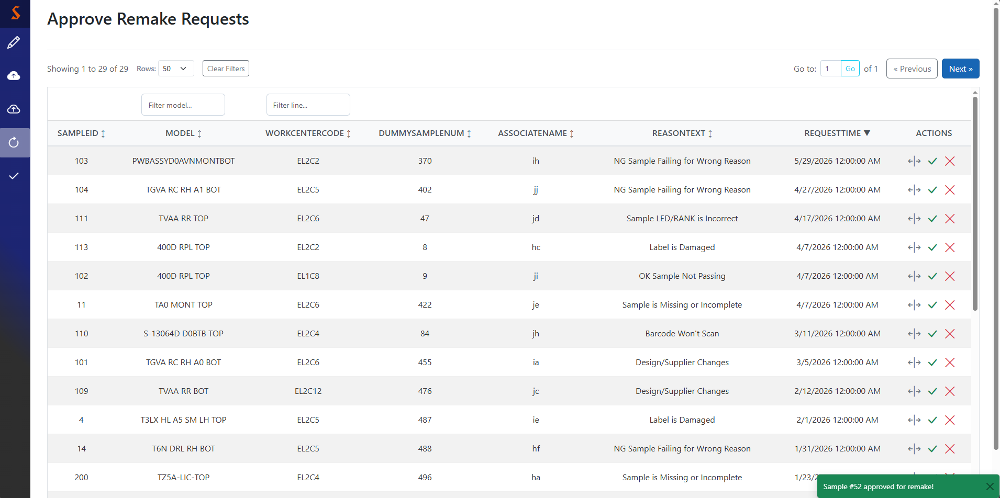 Approve Remake Requests
Showing 1 to 29 of 29 Rows: 50 Clear Filters Go to: 1 Go of 1 « Previous Next »
Filter model... Filter line...
SAMPLEID MODEL WORKCENTERCODE DUMMYSAMPLENUM ASSOCIATENAME REASONTEXT REQUESTTIME ACTIONS
103 PWBASSYD0AVNMONTBOT EL2C2 370 ih NG Sample Failing for Wrong Reason 5/29/2026 12:00:00 AM
104 TGVA RC RH A1 BOT EL2C5 402 jj NG Sample Failing for Wrong Reason 4/27/2026 12:00:00 AM
111 TVAA RR TOP EL2C6 47 jd Sample LED/RANK is Incorrect 4/17/2026 12:00:00 AM
113 400D RPL TOP EL2C2 8 hc Label is Damaged 4/7/2026 12:00:00 AM
102 400D RPL TOP EL1C8 9 ji OK Sample Not Passing 4/7/2026 12:00:00 AM
11 TA0 MONT TOP EL2C6 422 je Sample is Missing or Incomplete 4/7/2026 12:00:00 AM
110 S-13064D D0BTB TOP EL2C4 84 jh Barcode Won't Scan 3/11/2026 12:00:00 AM
101 TGVA RC RH A0 BOT EL2C6 455 ia Design/Supplier Changes 3/5/2026 12:00:00 AM
109 TVAA RR BOT EL2C12 476 jc Design/Supplier Changes 2/12/2026 12:00:00 AM
4 T3LX HL A5 SM LH TOP EL2C5 487 ie Label is Damaged 2/1/2026 12:00:00 AM
14 T6N DRL RH BOT EL2C5 488 hf NG Sample Failing for Wrong Reason 1/31/2026 12:00:00 AM
200 TZ5A-LIC-TOP EL2C4 496 ha Sample is Missing or Incomplete
Sample #52 approved for remake!